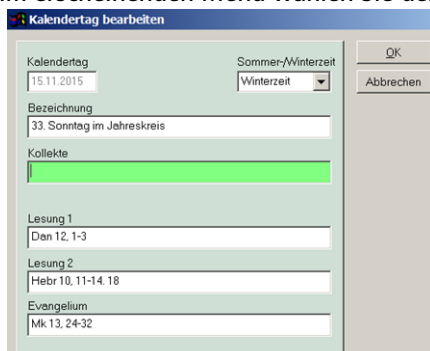 Kalendertag bearbeiten
Kalendertag
Sommer-/Winterzeit
QK
15.11.2015
Winterzeit
Abbrechen
Bezeichnung
33. Sonntag im Jahreskreis
Kollekte
Lesung 1
Dan 12, 1-3
Lesung 2
Hebr 10, 11-14. 18
Evangelium
Mk 13, 24-32